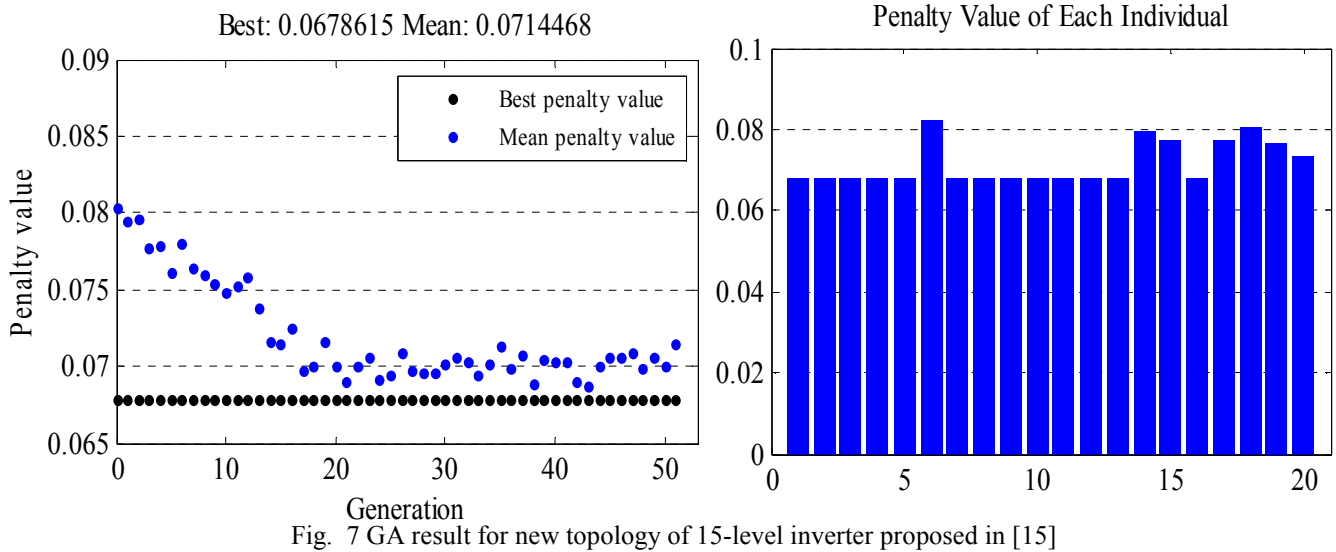 Best: 0.0678615 Mean: 0.0714468
0.09
0.085
0.08
0.075
0.07
0.065
Penalty value
Best penalty value
Mean penalty value
0 10 20 30 40 50
Generation
Penalty Value of Each Individual
0.1
0.08
0.06
0.04
0.02
0
0 5 10 15 20
Fig. 7 GA result for new topology of 15-level inverter proposed in [15]